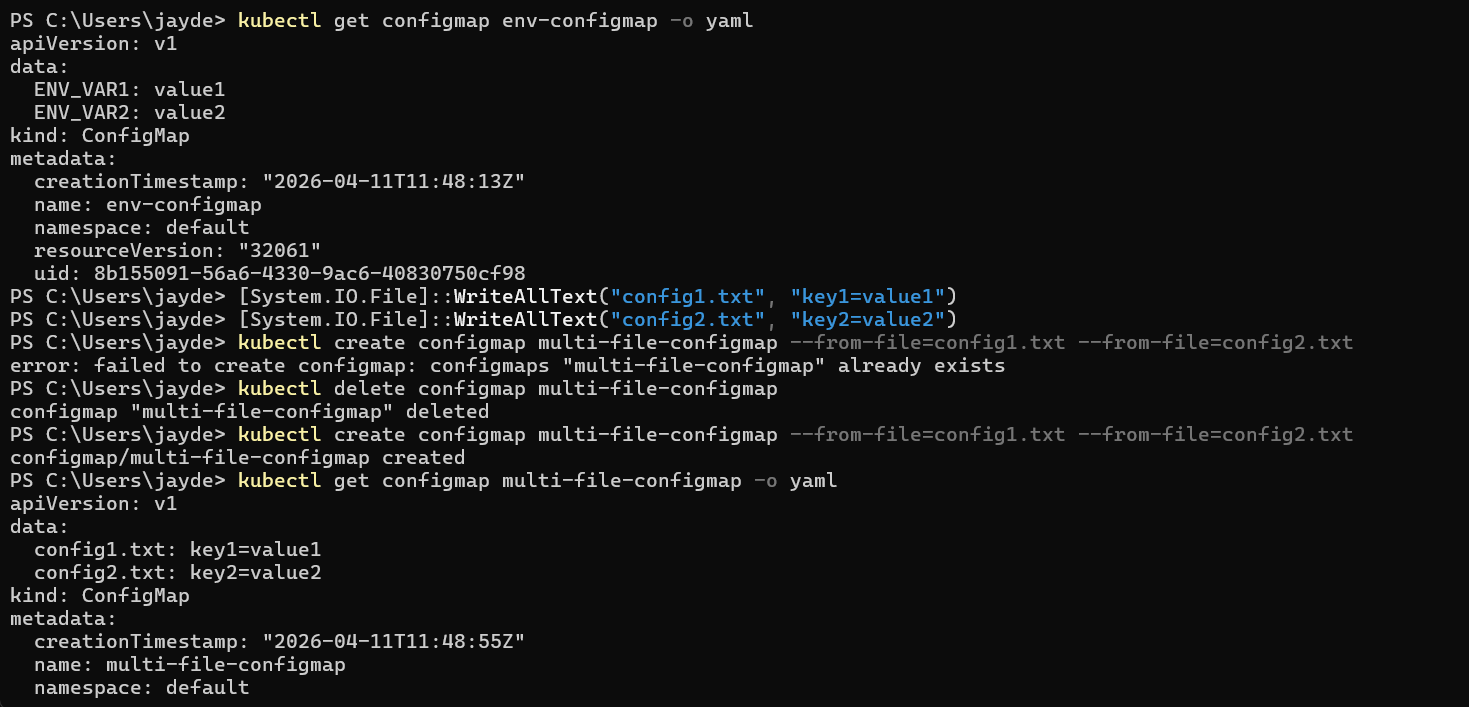 PS C:\Users\jayde> kubectl get configmap env-configmap -o yaml
apiVersion: v1
data:
  ENV_VAR1: value1
  ENV_VAR2: value2
kind: ConfigMap
metadata:
  creationTimestamp: "2026-04-11T11:48:13Z"
  name: env-configmap
  namespace: default
  resourceVersion: "32061"
  uid: 8b155091-56a6-4330-9ac6-40830750cf98
PS C:\Users\jayde> [System.IO.File]::WriteAllText("config1.txt", "key1=value1")
PS C:\Users\jayde> [System.IO.File]::WriteAllText("config2.txt", "key2=value2")
PS C:\Users\jayde> kubectl create configmap multi-file-configmap --from-file=config1.txt --from-file=config2.txt
error: failed to create configmap: configmaps "multi-file-configmap" already exists
PS C:\Users\jayde> kubectl delete configmap multi-file-configmap
configmap "multi-file-configmap" deleted
PS C:\Users\jayde> kubectl create configmap multi-file-configmap --from-file=config1.txt --from-file=config2.txt
configmap/multi-file-configmap created
PS C:\Users\jayde> kubectl get configmap multi-file-configmap -o yaml
apiVersion: v1
data:
  config1.txt: key1=value1
  config2.txt: key2=value2
kind: ConfigMap
metadata:
  creationTimestamp: "2026-04-11T11:48:55Z"
  name: multi-file-configmap
  namespace: default